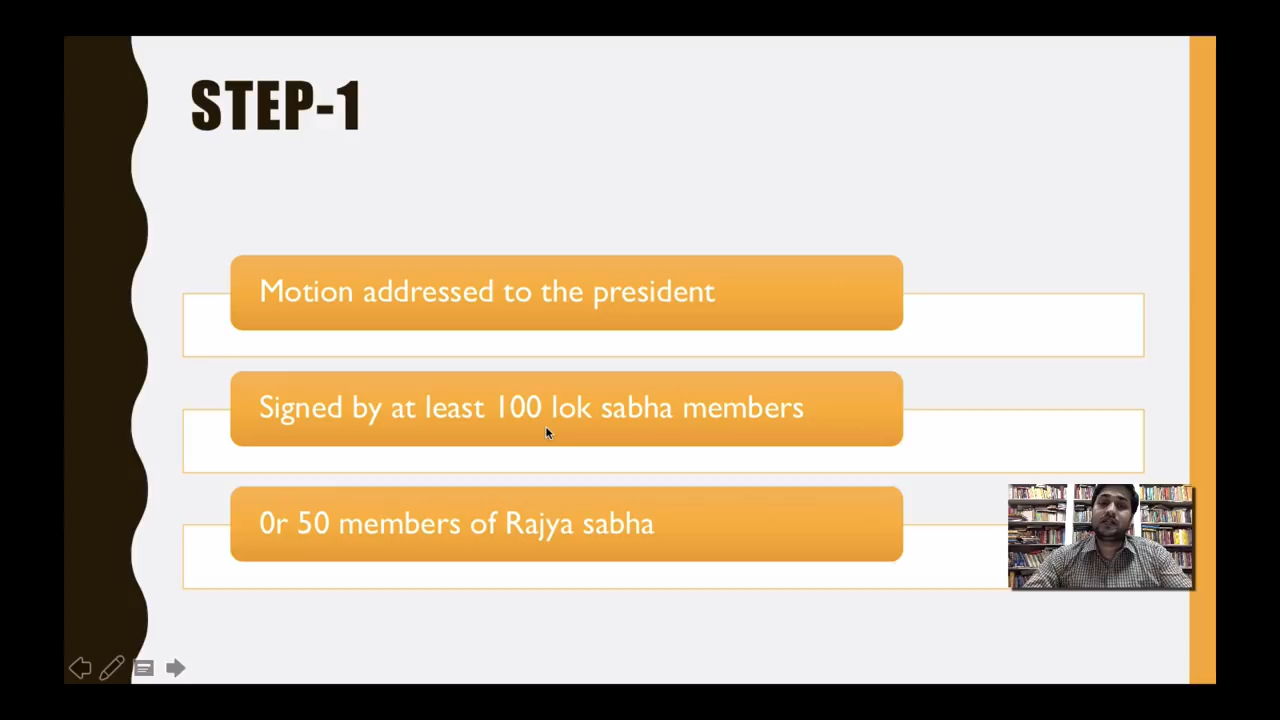 STEP-1
Motion addressed to the president
Signed by at least 100 lok sabha members
0r 50 members of Rajya sabha